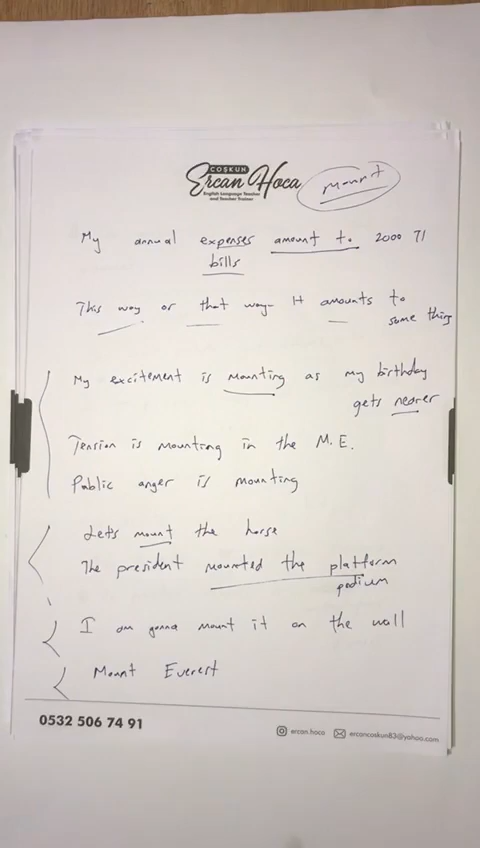 COŞKUN
Ercan Hoca
English Language Teacher
and Teacher Trainer
mount
My annual expenses amount to 2000 Tl
bills
This way or that way It amounts to
some thing
My excitement is mounting as my birthday
gets nearer
Tension is mounting in the M.E.
Public anger is mounting
Let's mount the horse
The president mounted the platform
podium
I am gonna mount it on the wall
Mount Everest
0532 506 74 91
ercan.hoca
ercancoskun83@yahoo.com